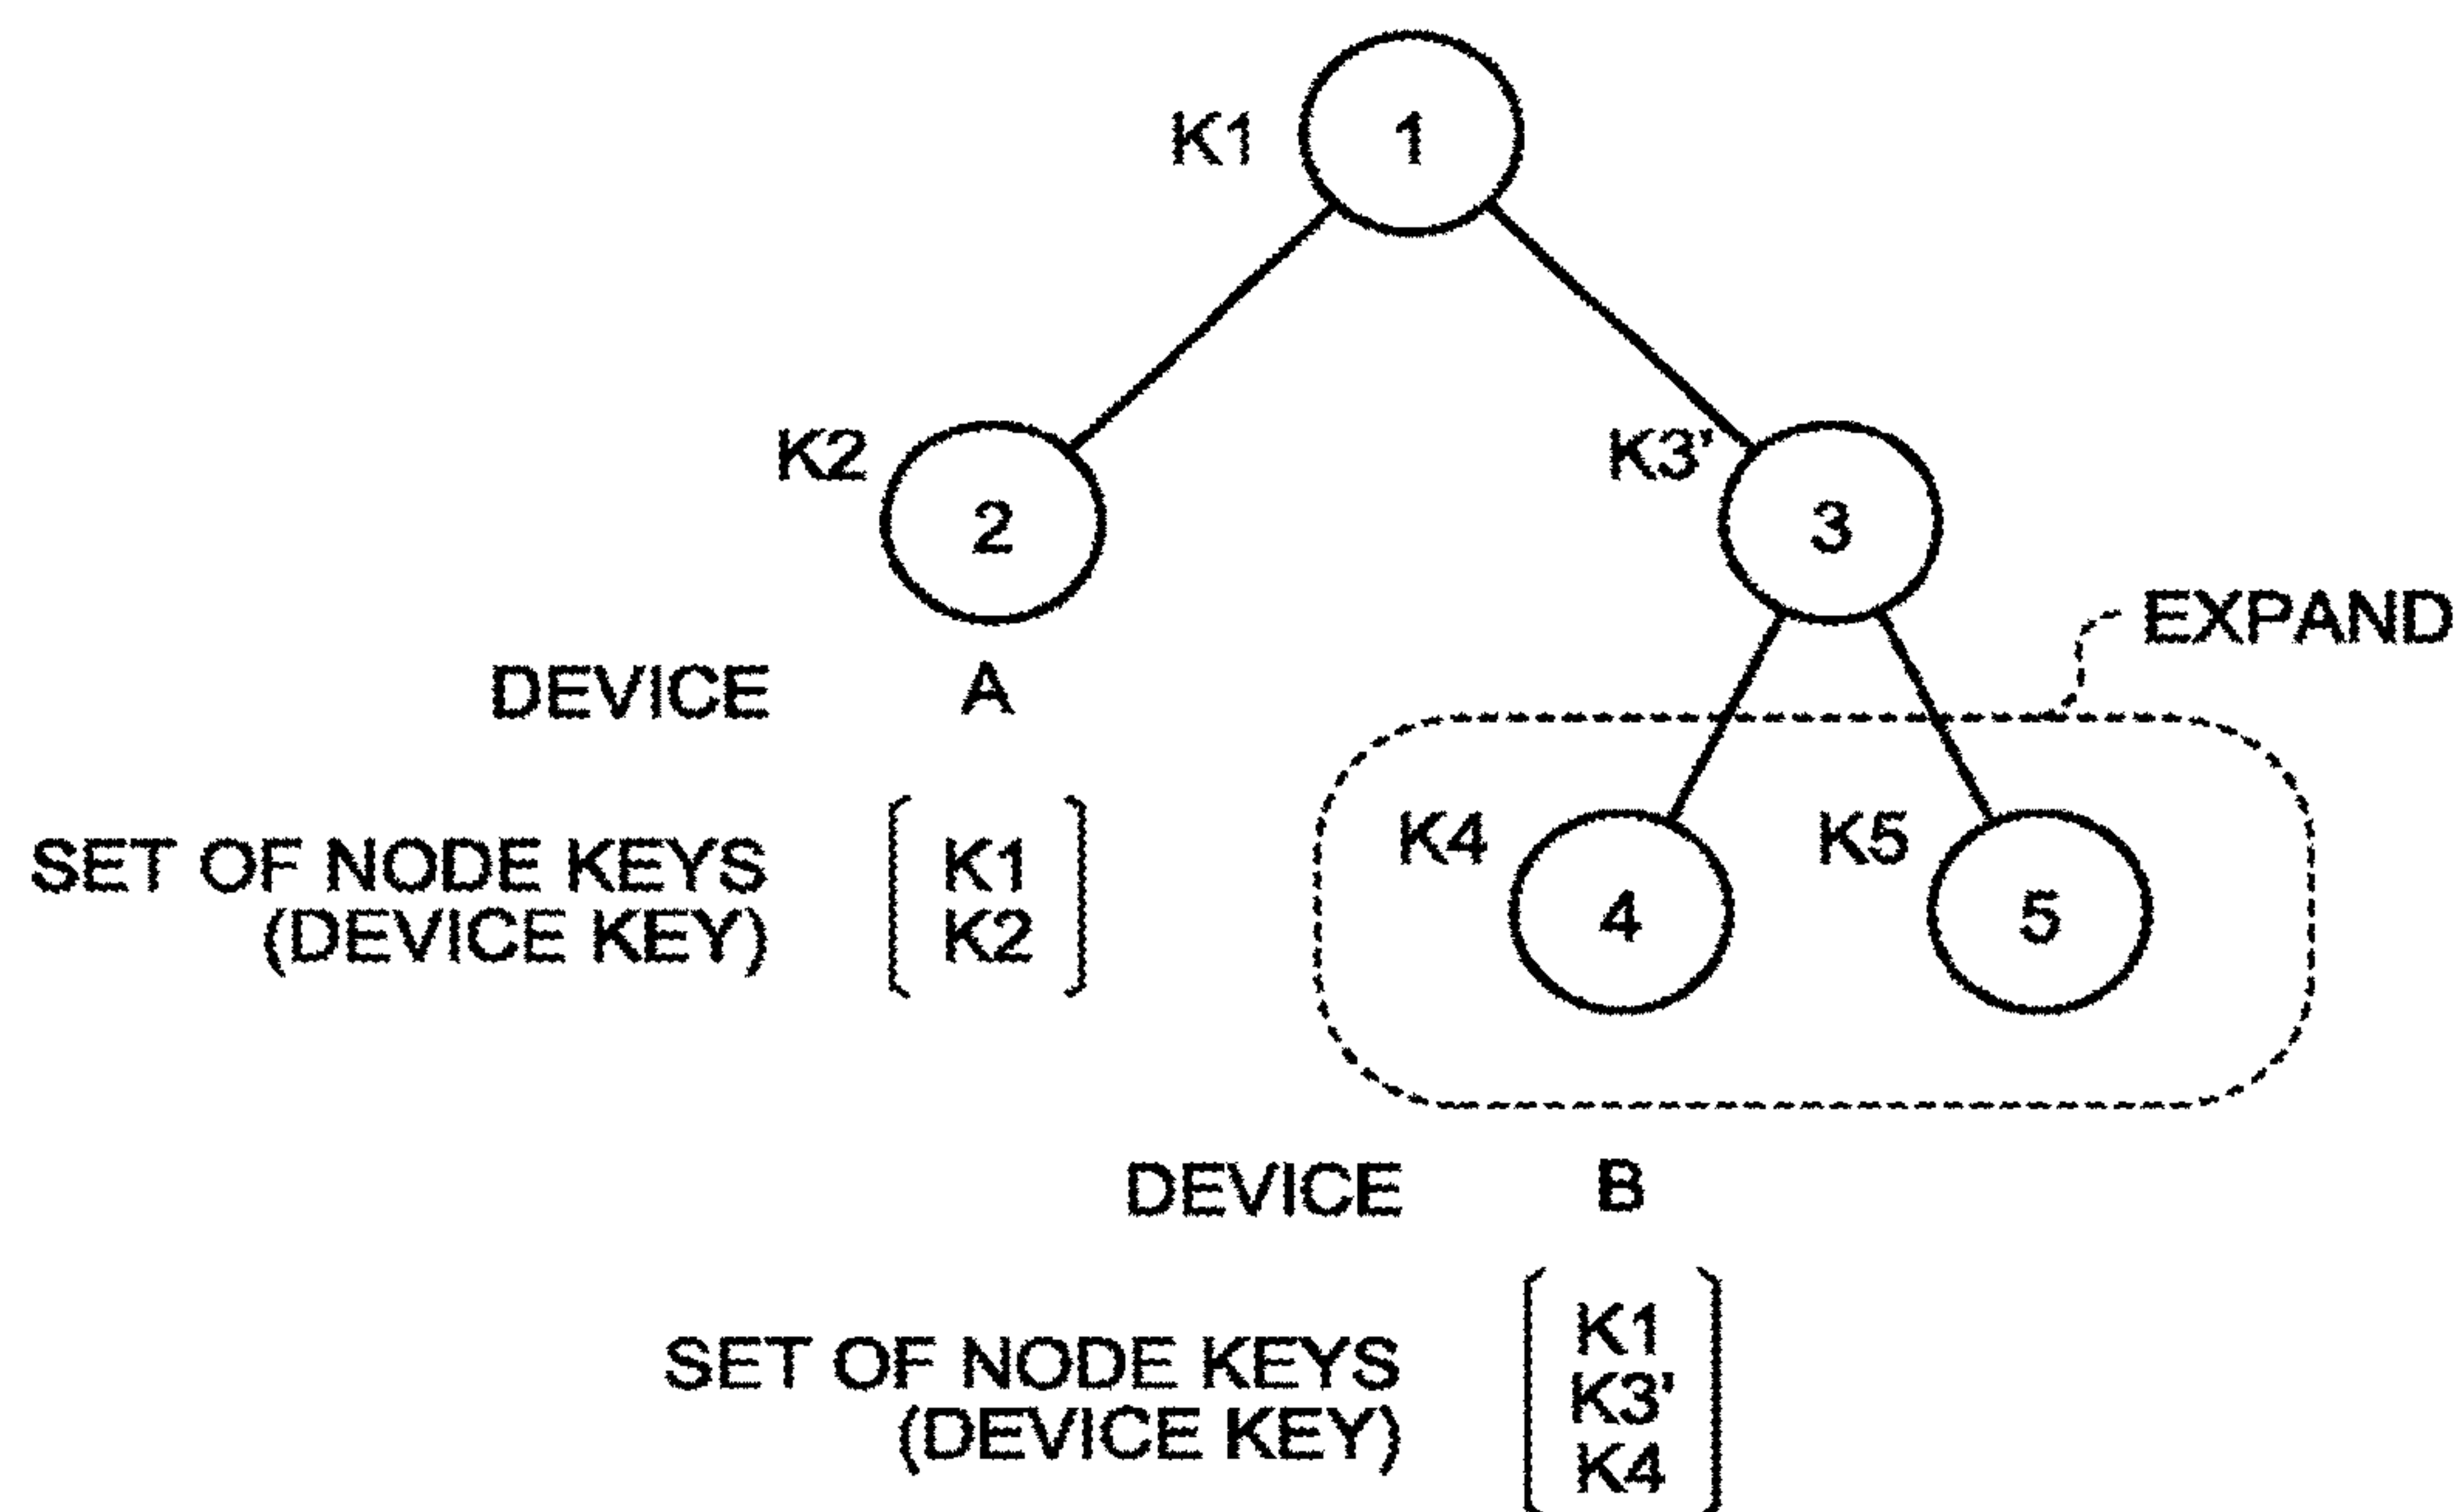 K1 1
K2 2
K3' 3
EXPAND
DEVICE A
K4 4
K5 5
SET OF NODE KEYS
(DEVICE KEY)
K1
K2
DEVICE B
SET OF NODE KEYS
(DEVICE KEY)
K1
K3'
K4